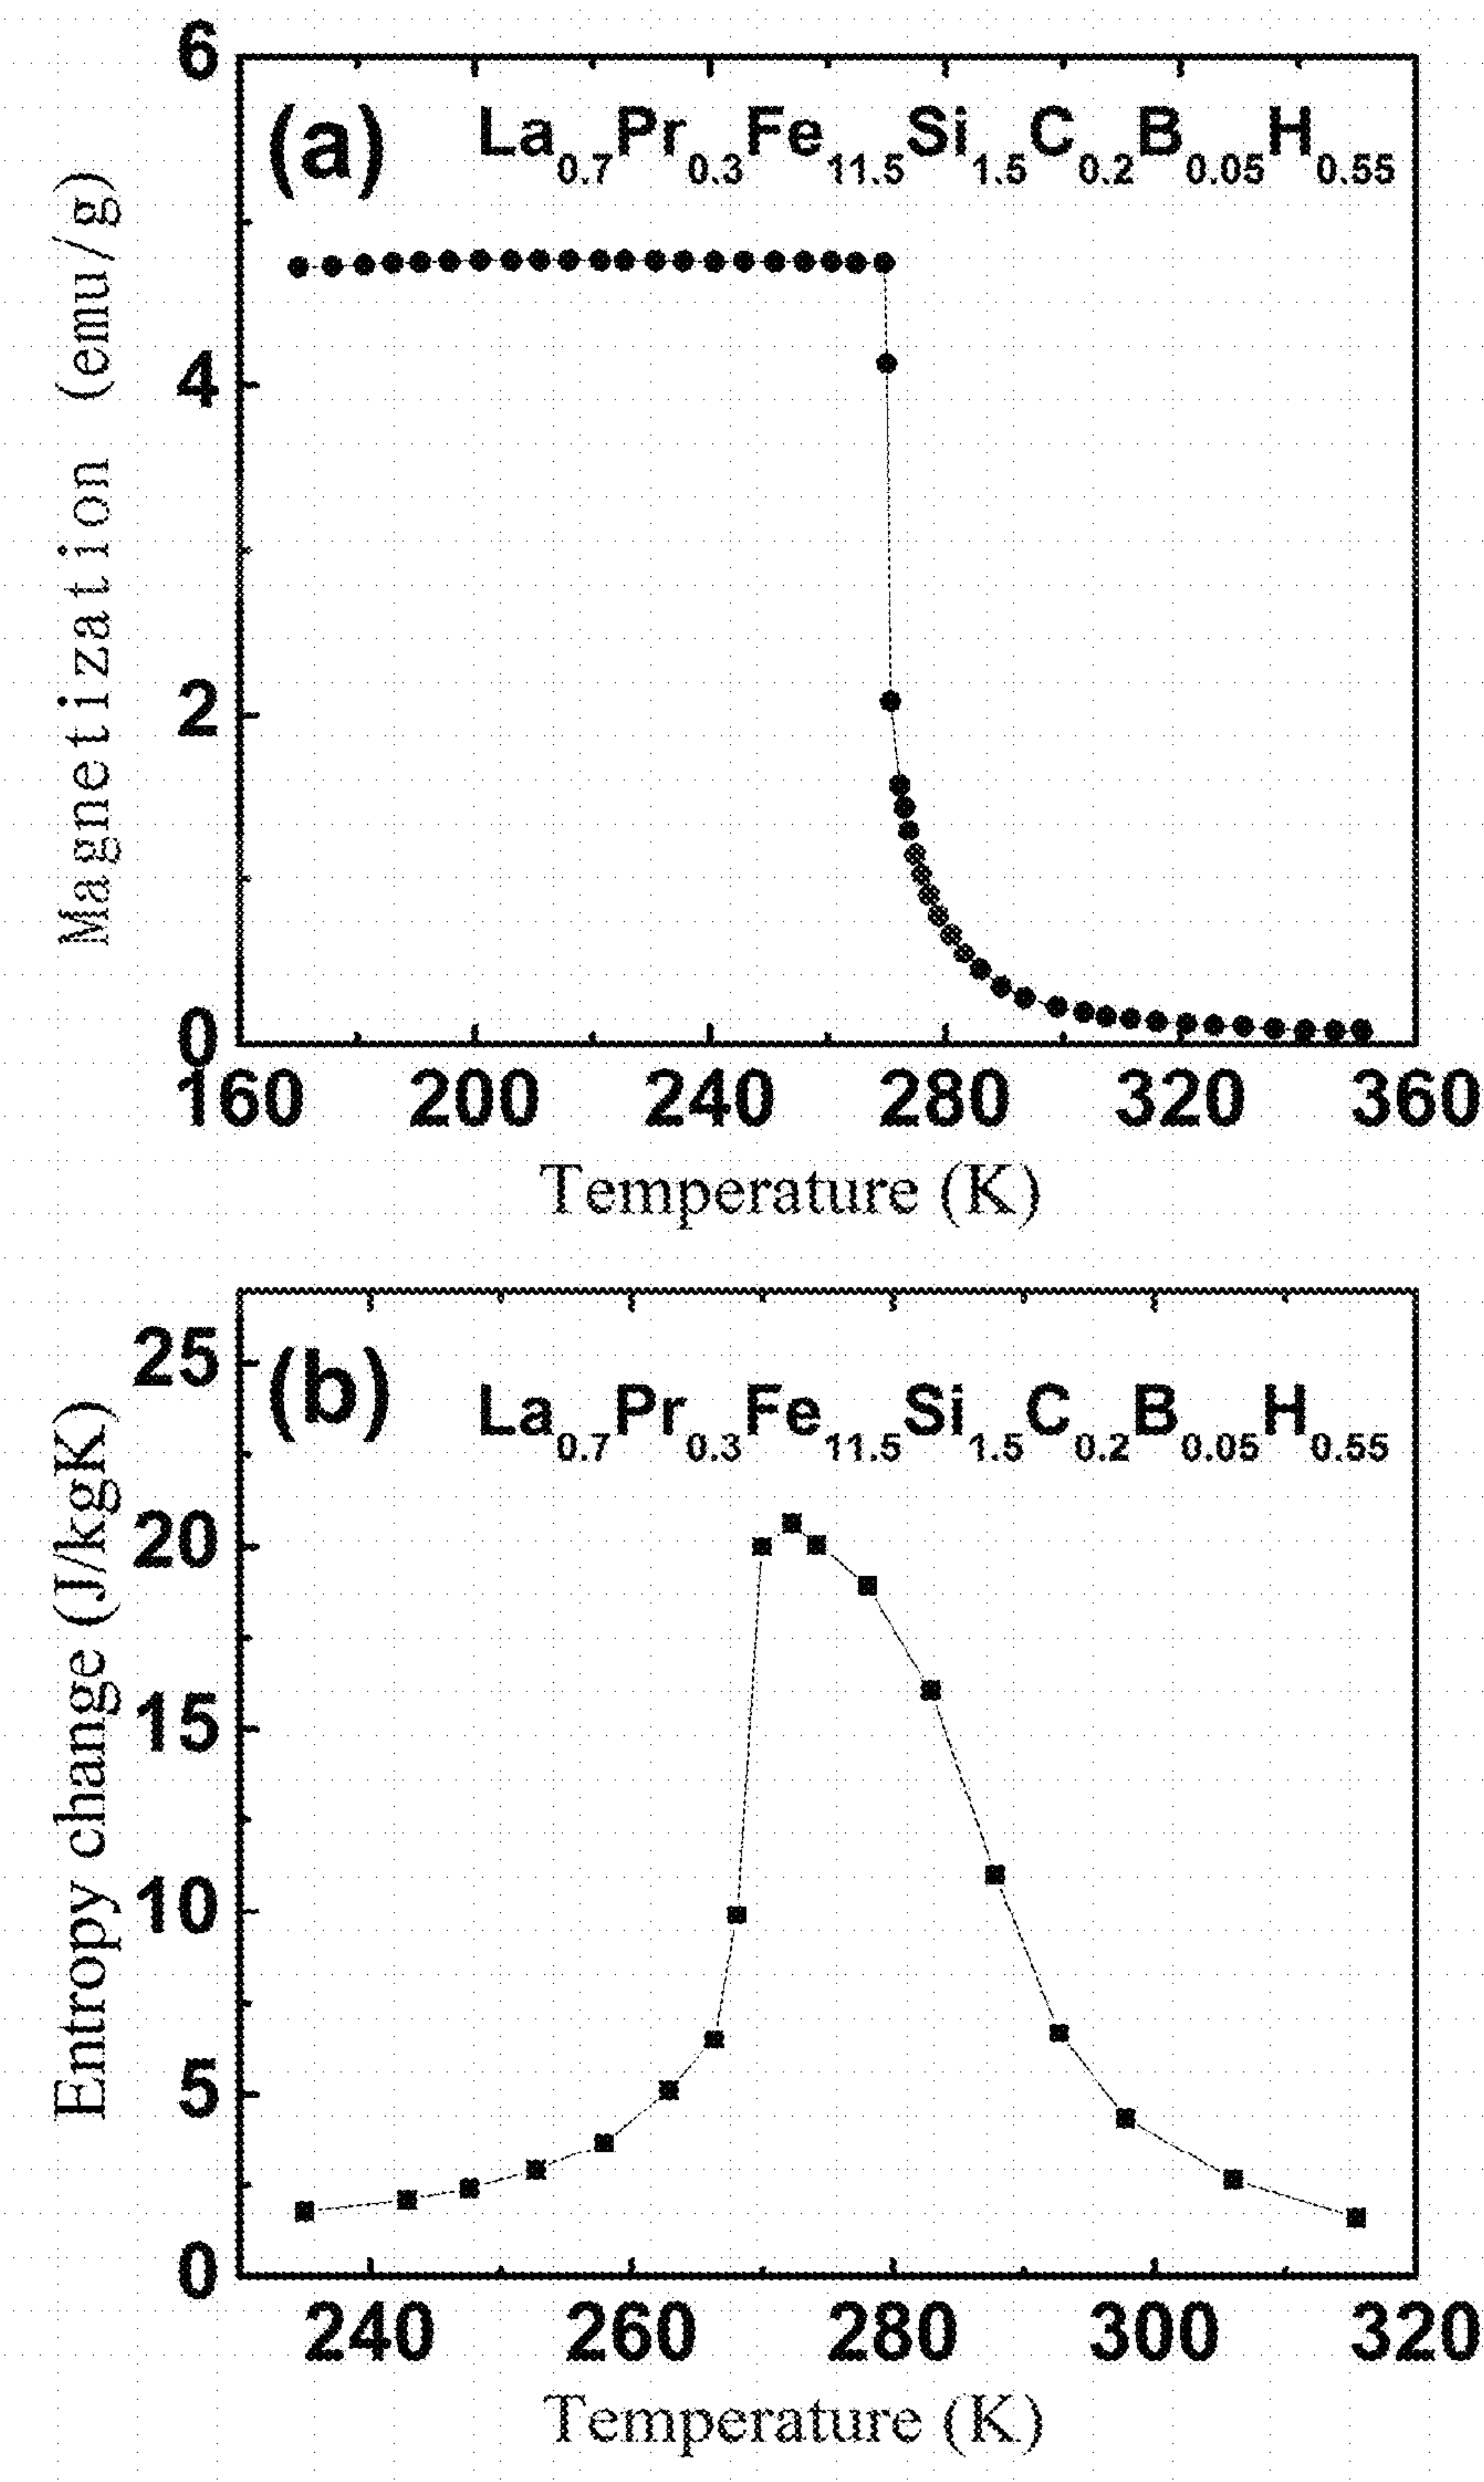 6
(a) La0.7Pr0.3Fe11.5Si1.5C0.2B0.05H0.55
4
2
0
Magnetization (emu/g)
160 200 240 280 320 360
Temperature (K)
25
(b) La0.7Pr0.3Fe11.5Si1.5C0.2B0.05H0.55
20
15
10
5
0
Entropy change (J/kgK)
240 260 280 300 320
Temperature (K)